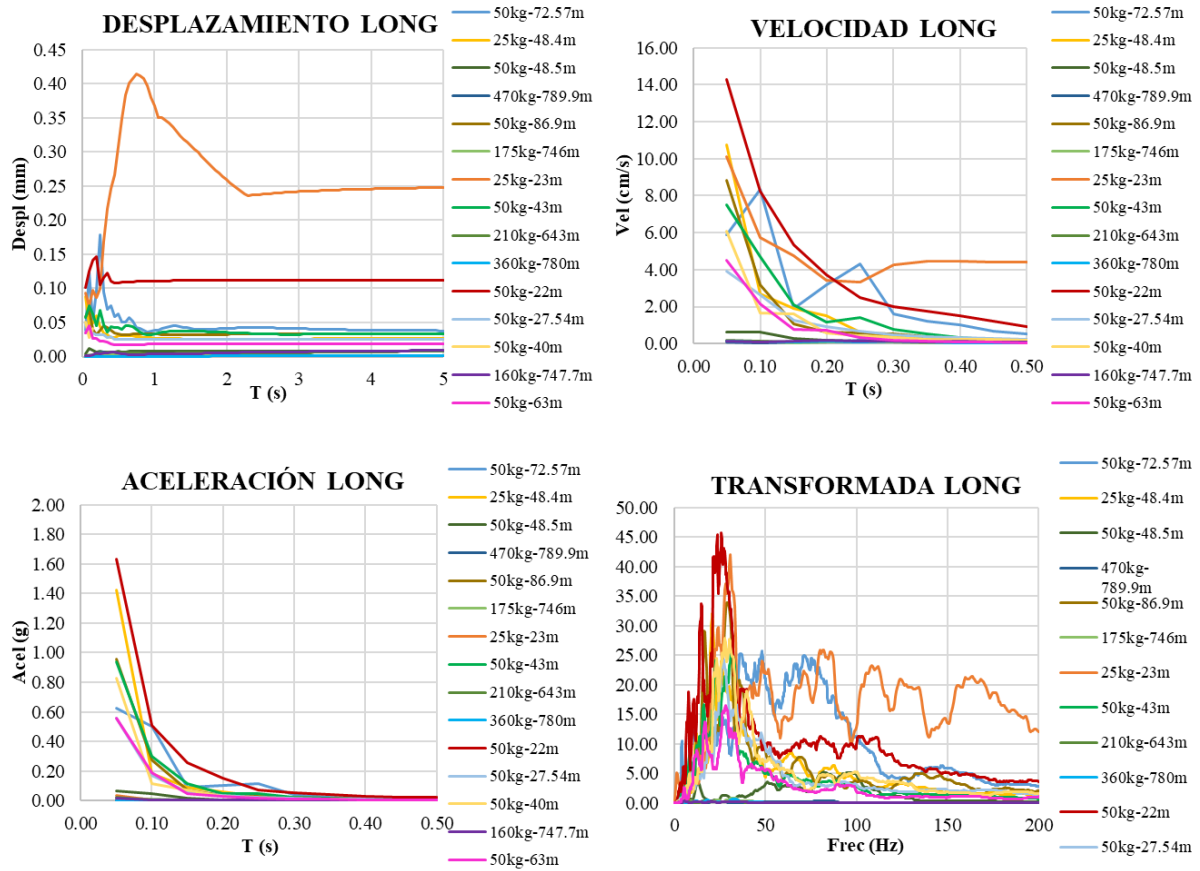 DESPLAZAMIENTO LONG
Despl (mm)
0.45
0.40
0.35
0.30
0.25
0.20
0.15
0.10
0.05
0.00
0
1
2
3
4
5
T (s)
50kg-72.57m
25kg-48.4m
50kg-48.5m
470kg-789.9m
50kg-86.9m
175kg-746m
25kg-23m
50kg-43m
210kg-643m
360kg-780m
50kg-22m
50kg-27.54m
50kg-40m
160kg-747.7m
50kg-63m
VELOCIDAD LONG
Vel (cm/s)
16.00
14.00
12.00
10.00
8.00
6.00
4.00
2.00
0.00
0.00
0.10
0.20
0.30
0.40
0.50
T (s)
50kg-72.57m
25kg-48.4m
50kg-48.5m
470kg-789.9m
50kg-86.9m
175kg-746m
25kg-23m
50kg-43m
210kg-643m
360kg-780m
50kg-22m
50kg-27.54m
50kg-40m
160kg-747.7m
50kg-63m
ACELERACIÓN LONG
Acel (g)
2.00
1.80
1.60
1.40
1.20
1.00
0.80
0.60
0.40
0.20
0.00
0.00
0.10
0.20
0.30
0.40
0.50
T (s)
50kg-72.57m
25kg-48.4m
50kg-48.5m
470kg-789.9m
50kg-86.9m
175kg-746m
25kg-23m
50kg-43m
210kg-643m
360kg-780m
50kg-22m
50kg-27.54m
50kg-40m
160kg-747.7m
50kg-63m
TRANSFORMADA LONG
50.00
45.00
40.00
35.00
30.00
25.00
20.00
15.00
10.00
5.00
0.00
0
50
100
150
200
Frec (Hz)
50kg-72.57m
25kg-48.4m
50kg-48.5m
470kg-
789.9m
50kg-86.9m
175kg-746m
25kg-23m
50kg-43m
210kg-643m
360kg-780m
50kg-22m
50kg-27.54m